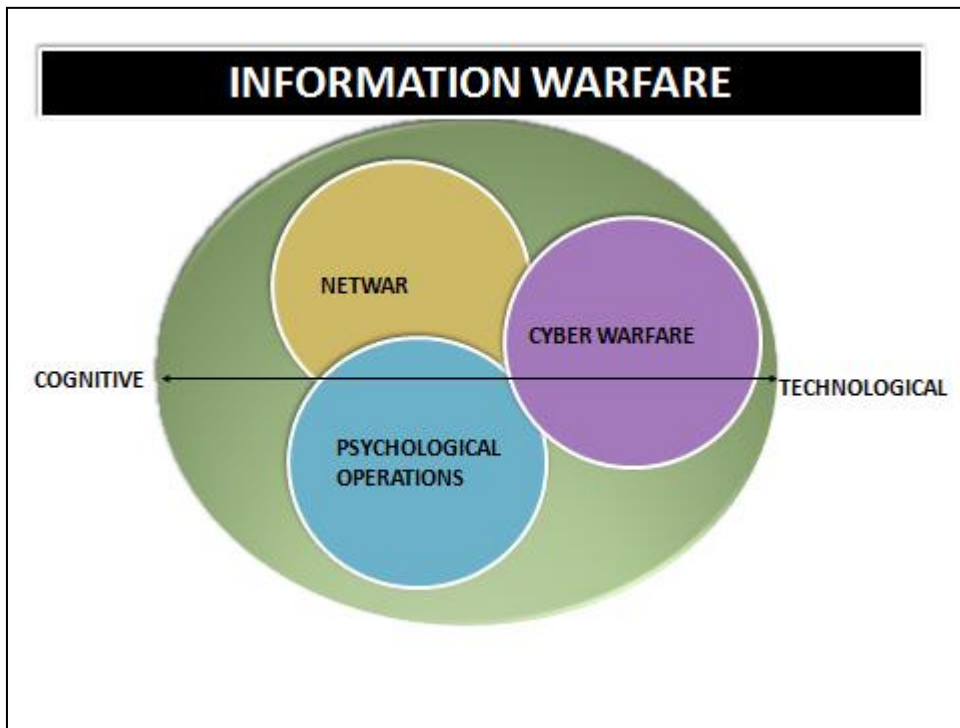 INFORMATION WARFARE
NETWAR
CYBER WARFARE
COGNITIVE
TECHNOLOGICAL
PSYCHOLOGICAL
OPERATIONS